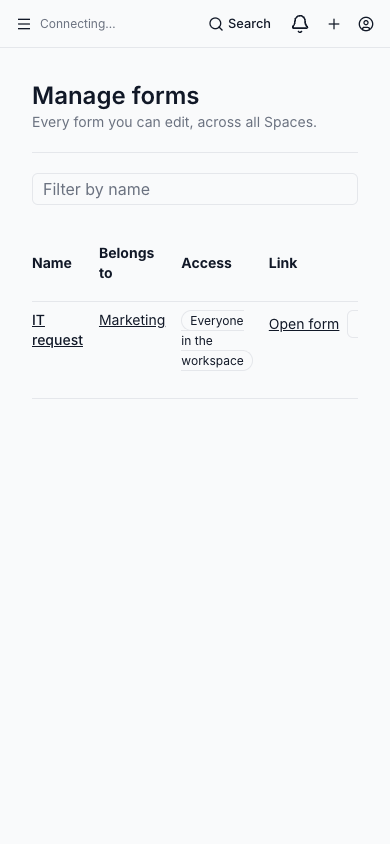 Connecting... Search
Manage forms
Every form you can edit, across all Spaces.
Filter by name
Name Belongs to Access Link
IT request Marketing Everyone in the workspace Open form